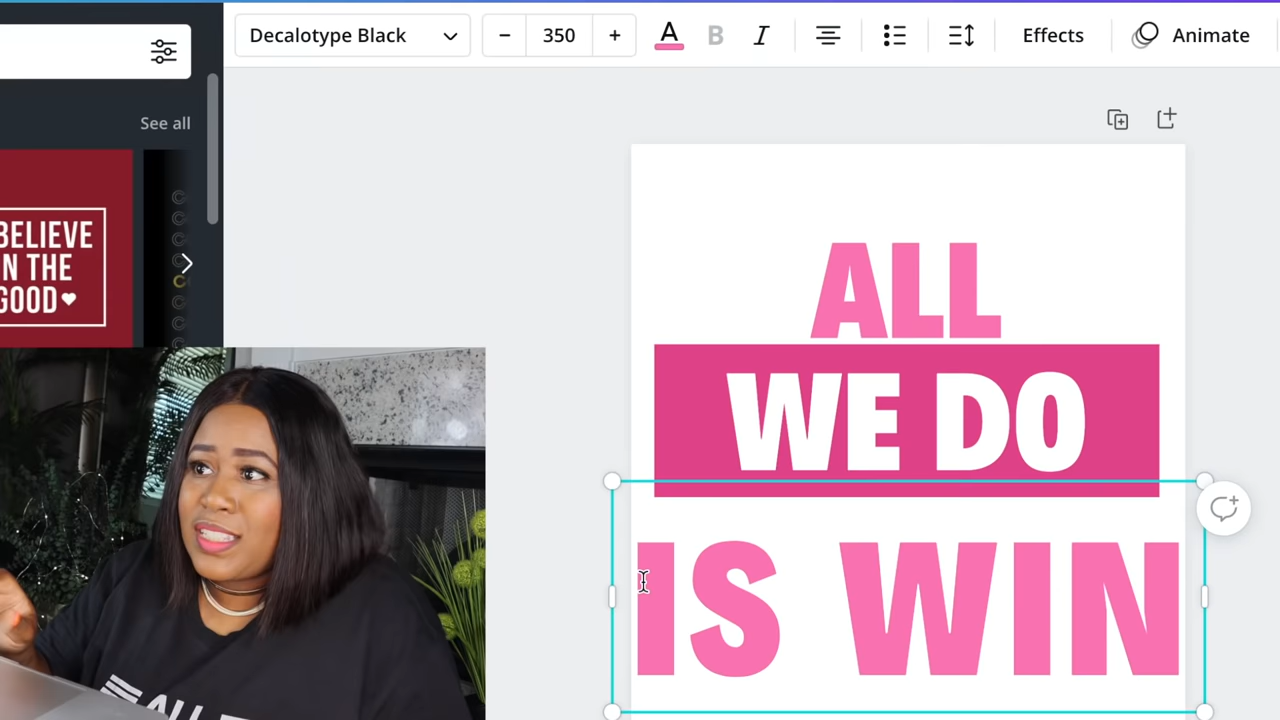 Decalotype Black
350
A
B
I
Effects
Animate
See all
BELIEVE
N THE
GOOD
ALL
WE DO
IS WIN